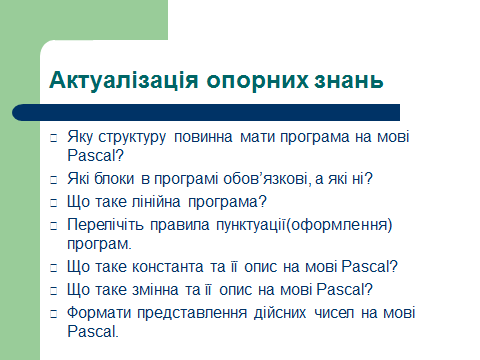 Актуалізація опорних знань
Яку структуру повинна мати програма на мові
Pascal?
Які блоки в програмі обов’язкові, а які ні?
Що таке лінійна програма?
Перелічіть правила пунктуації(оформлення)
програм.
Що таке константа та її опис на мові Pascal?
Що таке змінна та її опис на мові Pascal?
Формати представлення дійсних чисел на мові
Pascal.